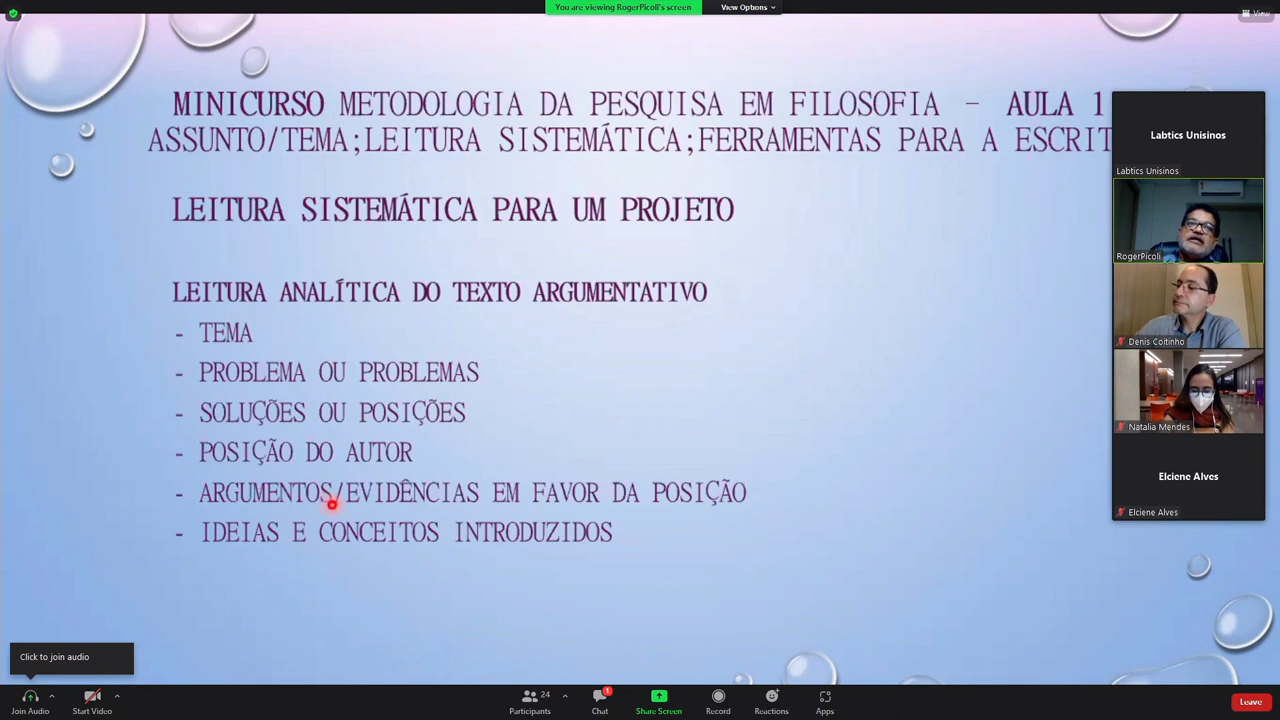 You are viewing RogerPicoli's screen
View Options
View
MINICURSO METODOLOGIA DA PESQUISA EM FILOSOFIA – AULA 1
ASSUNTO/TEMA;LEITURA SISTEMÁTICA;FERRAMENTAS PARA A ESCRIT
LEITURA SISTEMÁTICA PARA UM PROJETO
LEITURA ANALÍTICA DO TEXTO ARGUMENTATIVO
- TEMA
- PROBLEMA OU PROBLEMAS
- SOLUÇÕES OU POSIÇÕES
- POSIÇÃO DO AUTOR
- ARGUMENTOS/EVIDÊNCIAS EM FAVOR DA POSIÇÃO
- IDEIAS E CONCEITOS INTRODUZIDOS
Labtics Unisinos
Labtics Unisinos
RogerPicoli
Denis Coitinho
Natalia Mendes
Elciene Alves
Elciene Alves
Click to join audio
Join Audio
Start Video
24
Participants
1
Chat
Share Screen
Record
Reactions
Apps
Leave